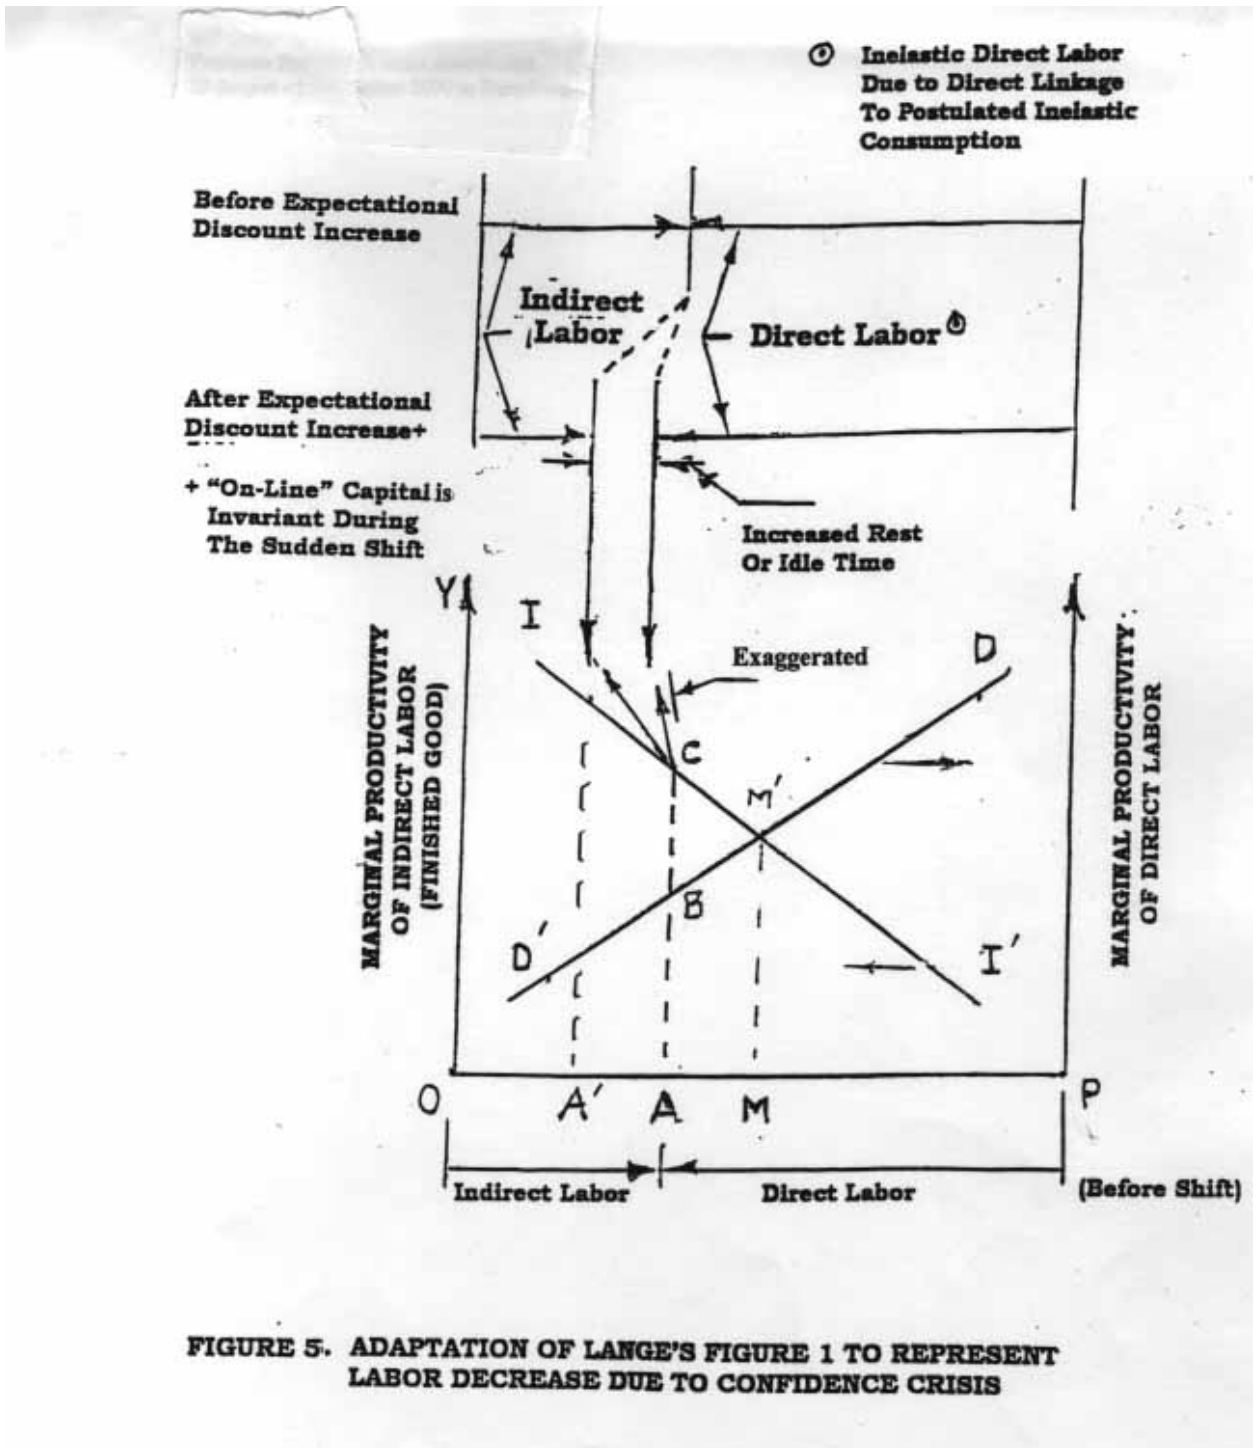 ⊙ Inelastic Direct Labor
Due to Direct Linkage
To Postulated Inelastic
Consumption
Before Expectational
Discount Increase
Indirect
Labor
Direct Labor⊙
After Expectational
Discount Increase+
+ “On-Line” Capital is
Invariant During
The Sudden Shift
Increased Rest
Or Idle Time
Y
I
Exaggerated
D
MARGINAL PRODUCTIVITY
OF INDIRECT LABOR
(FINISHED GOOD)
MARGINAL PRODUCTIVITY
OF DIRECT LABOR
C
M'
B
D'
I'
O
A'
A
M
P
Indirect Labor
Direct Labor
(Before Shift)
FIGURE 5. ADAPTATION OF LANGE'S FIGURE 1 TO REPRESENT
LABOR DECREASE DUE TO CONFIDENCE CRISIS